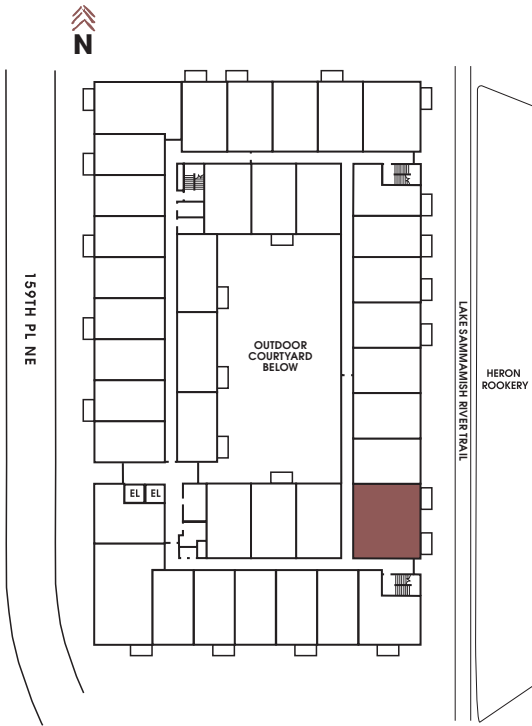 N
159TH PL NE
OUTDOOR
COURTYARD
BELOW
LAKE SAMMAMISH RIVER TRAIL
HERON
ROOKERY
EL EL